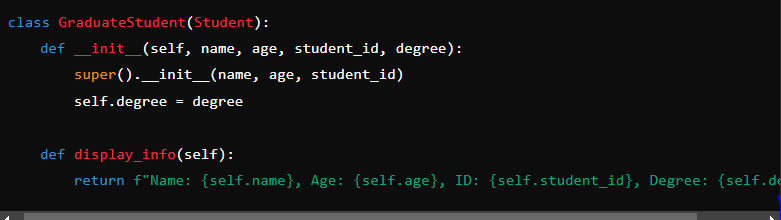 class GraduateStudent(Student):
    def __init__(self, name, age, student_id, degree):
        super().__init__(name, age, student_id)
        self.degree = degree
    def display_info(self):
        return f"Name: {self.name}, Age: {self.age}, ID: {self.student_id}, Degree: {self.de